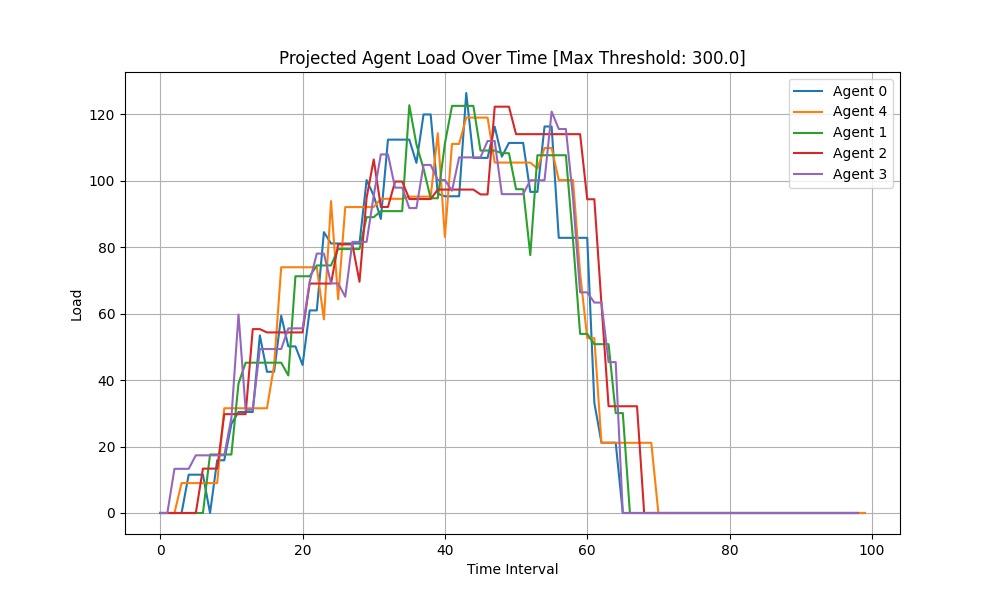 Projected Agent Load Over Time [Max Threshold: 300.0]
Agent 0
Agent 4
Agent 1
Agent 2
Agent 3
Load
120
100
80
60
40
20
0
0 20 40 60 80 100
Time Interval